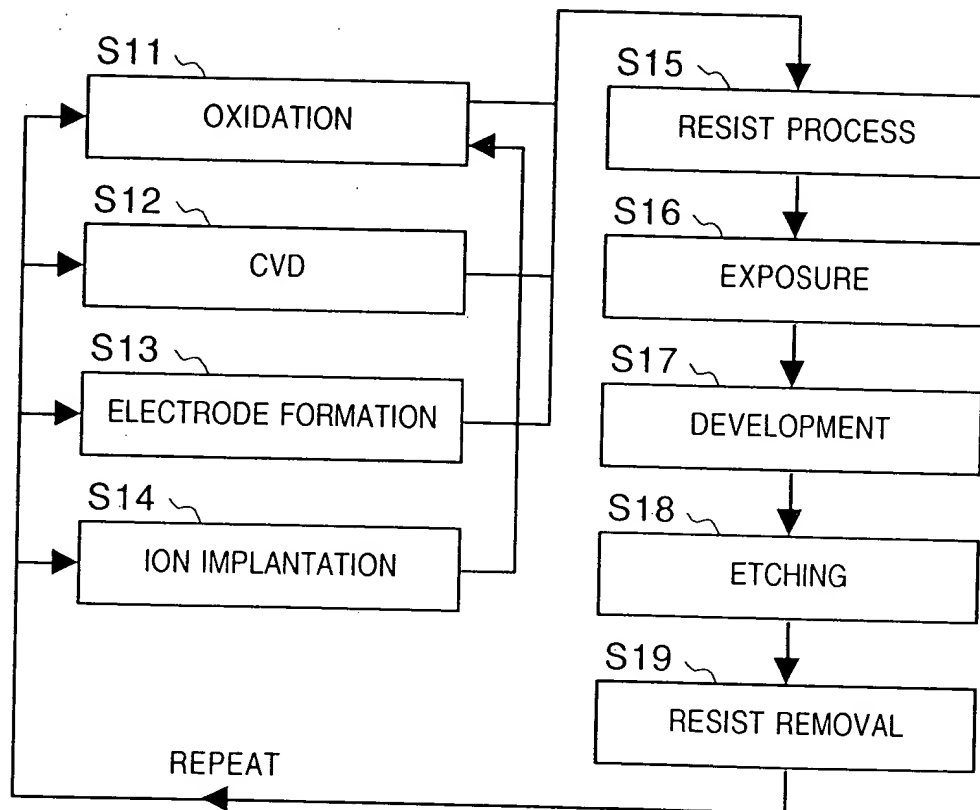 S11
OXIDATION
S12
CVD
S13
ELECTRODE FORMATION
S14
ION IMPLANTATION
REPEAT
S15
RESIST PROCESS
S16
EXPOSURE
S17
DEVELOPMENT
S18
ETCHING
S19
RESIST REMOVAL